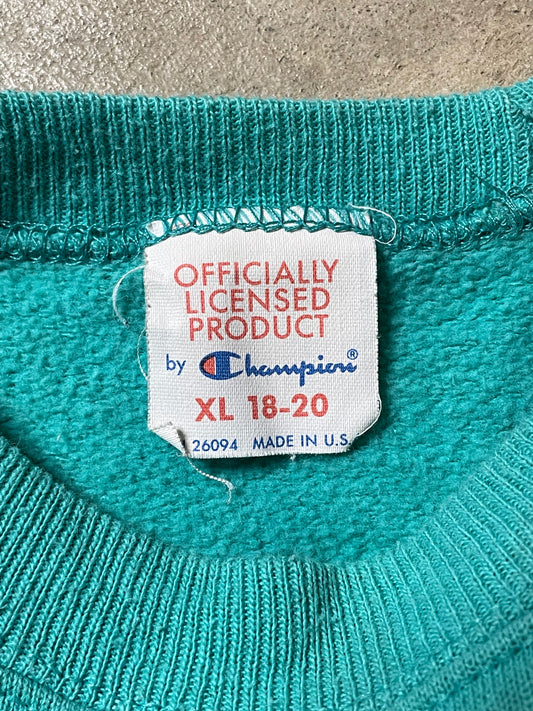 OFFICIALLY
LICENSED
PRODUCT
by Champion®
XL 18-20
26094 MADE IN U.S.